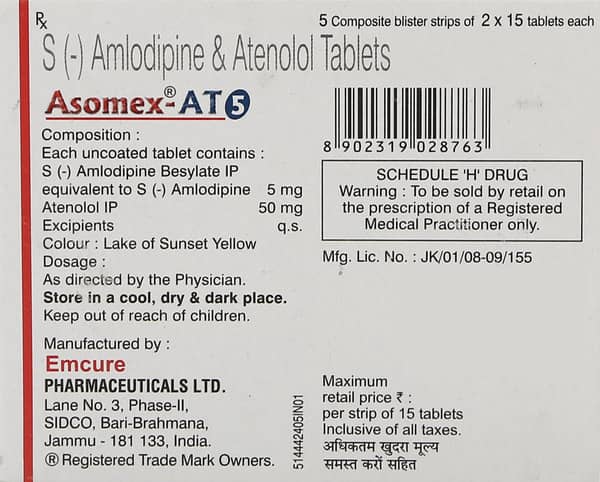 Rx
5 Composite blister strips of 2 x 15 tablets each
S (-) Amlodipine & Atenolol Tablets
Asomex®-AT 5
Composition :
Each uncoated tablet contains :
S (-) Amlodipine Besylate IP
equivalent to S (-) Amlodipine 5 mg
Atenolol IP 50 mg
Excipients q.s.
Colour : Lake of Sunset Yellow
Dosage :
As directed by the Physician.
Store in a cool, dry & dark place.
Keep out of reach of children.
Manufactured by :
Emcure
PHARMACEUTICALS LTD.
Lane No. 3, Phase-II,
SIDCO, Bari-Brahmana,
Jammu - 181 133, India.
® Registered Trade Mark Owners.
8 902319 028763
SCHEDULE 'H' DRUG
Warning : To be sold by retail on
the prescription of a Registered
Medical Practitioner only.
Mfg. Lic. No. : JK/01/08-09/155
514442405IN01
Maximum
retail price ₹ :
per strip of 15 tablets
Inclusive of all taxes.
अधिकतम खुदरा मूल्य
समस्त करों सहित